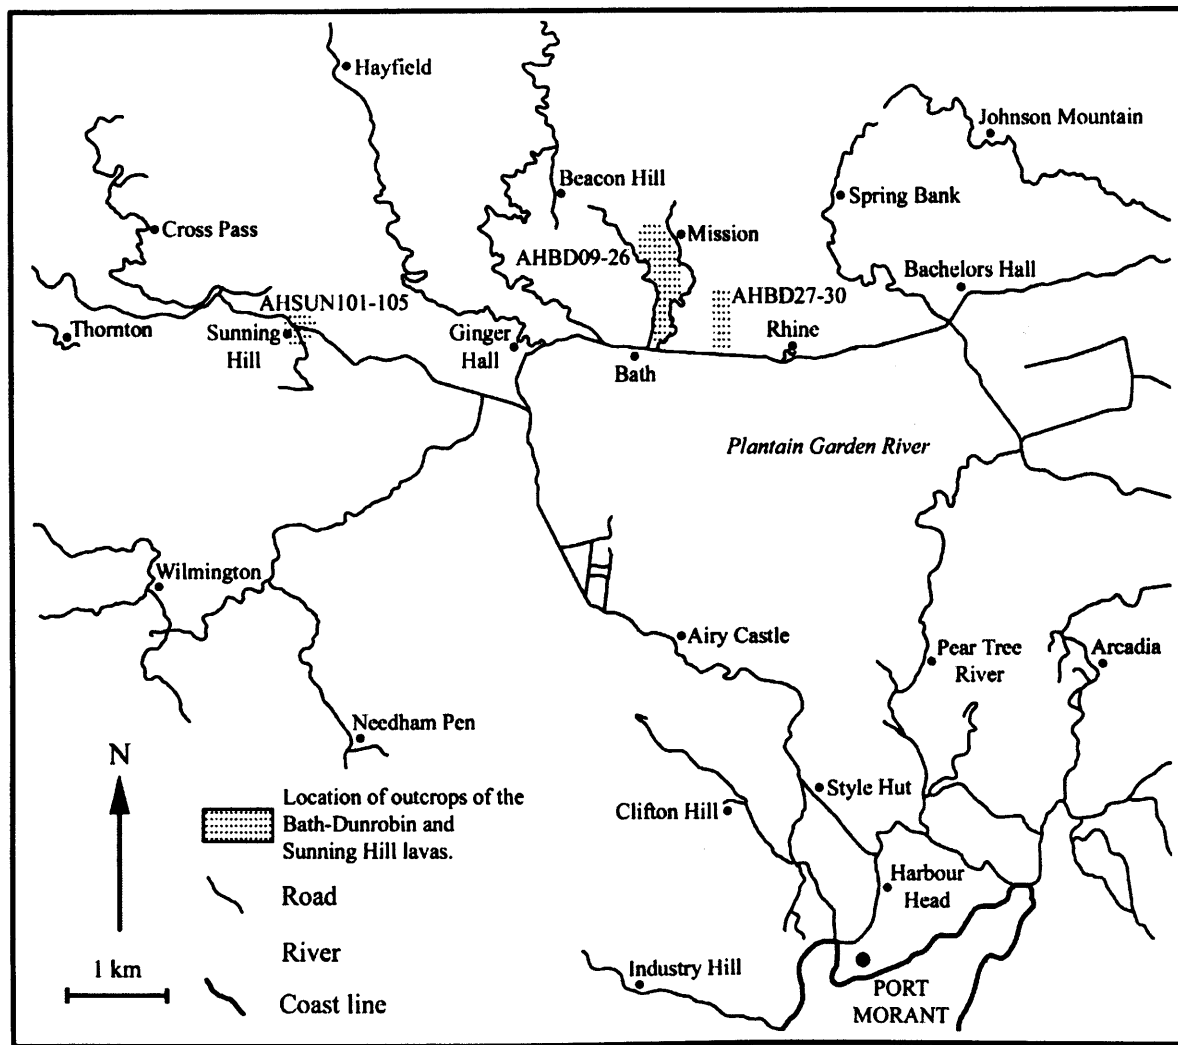 Hayfield
Johnson Mountain
Beacon Hill
Spring Bank
Cross Pass
Mission
AHBD09-26
Bachelors Hall
AHSUN101-105
AHBD27-30
Thornton
Sunning
Hill
Ginger
Hall
Rhine
Bath
Plantain Garden River
Wilmington
Airy Castle
Pear Tree
River
Arcadia
Needham Pen
N
Style Hut
Clifton Hill
Location of outcrops of the
Bath-Dunrobin and
Sunning Hill lavas.
Road
Harbour
Head
River
1 km
Industry Hill
Coast line
PORT
MORANT